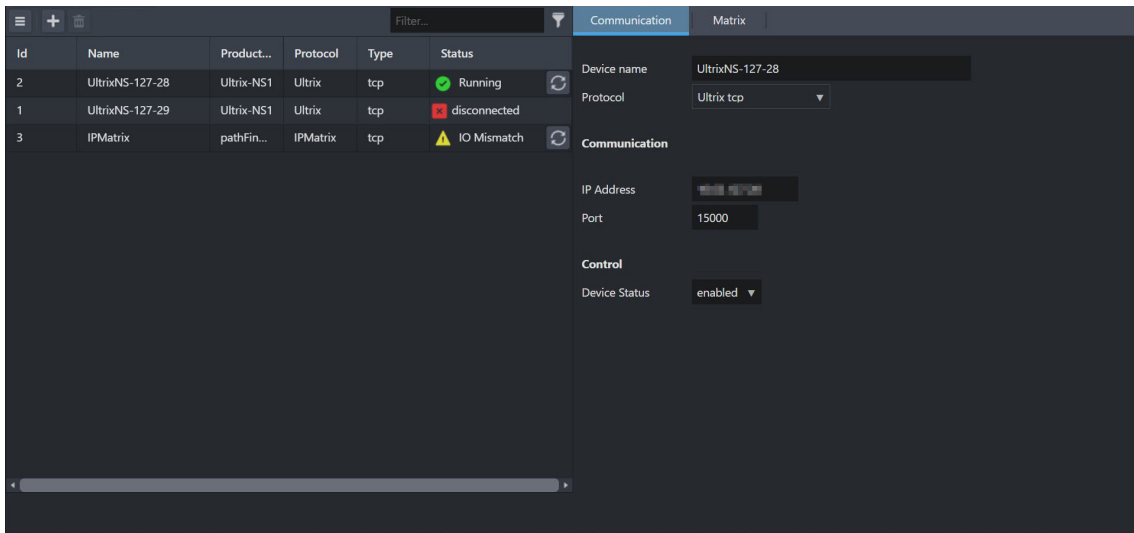 Filter...
Id Name Product... Protocol Type Status
2 UltrixNS-127-28 Ultrix-NS1 Ultrix tcp Running
1 UltrixNS-127-29 Ultrix-NS1 Ultrix tcp disconnected
3 IPMatrix pathFin... IPMatrix tcp IO Mismatch
Communication Matrix
Device name UltrixNS-127-28
Protocol Ultrix tcp
Communication
IP Address
Port 15000
Control
Device Status enabled